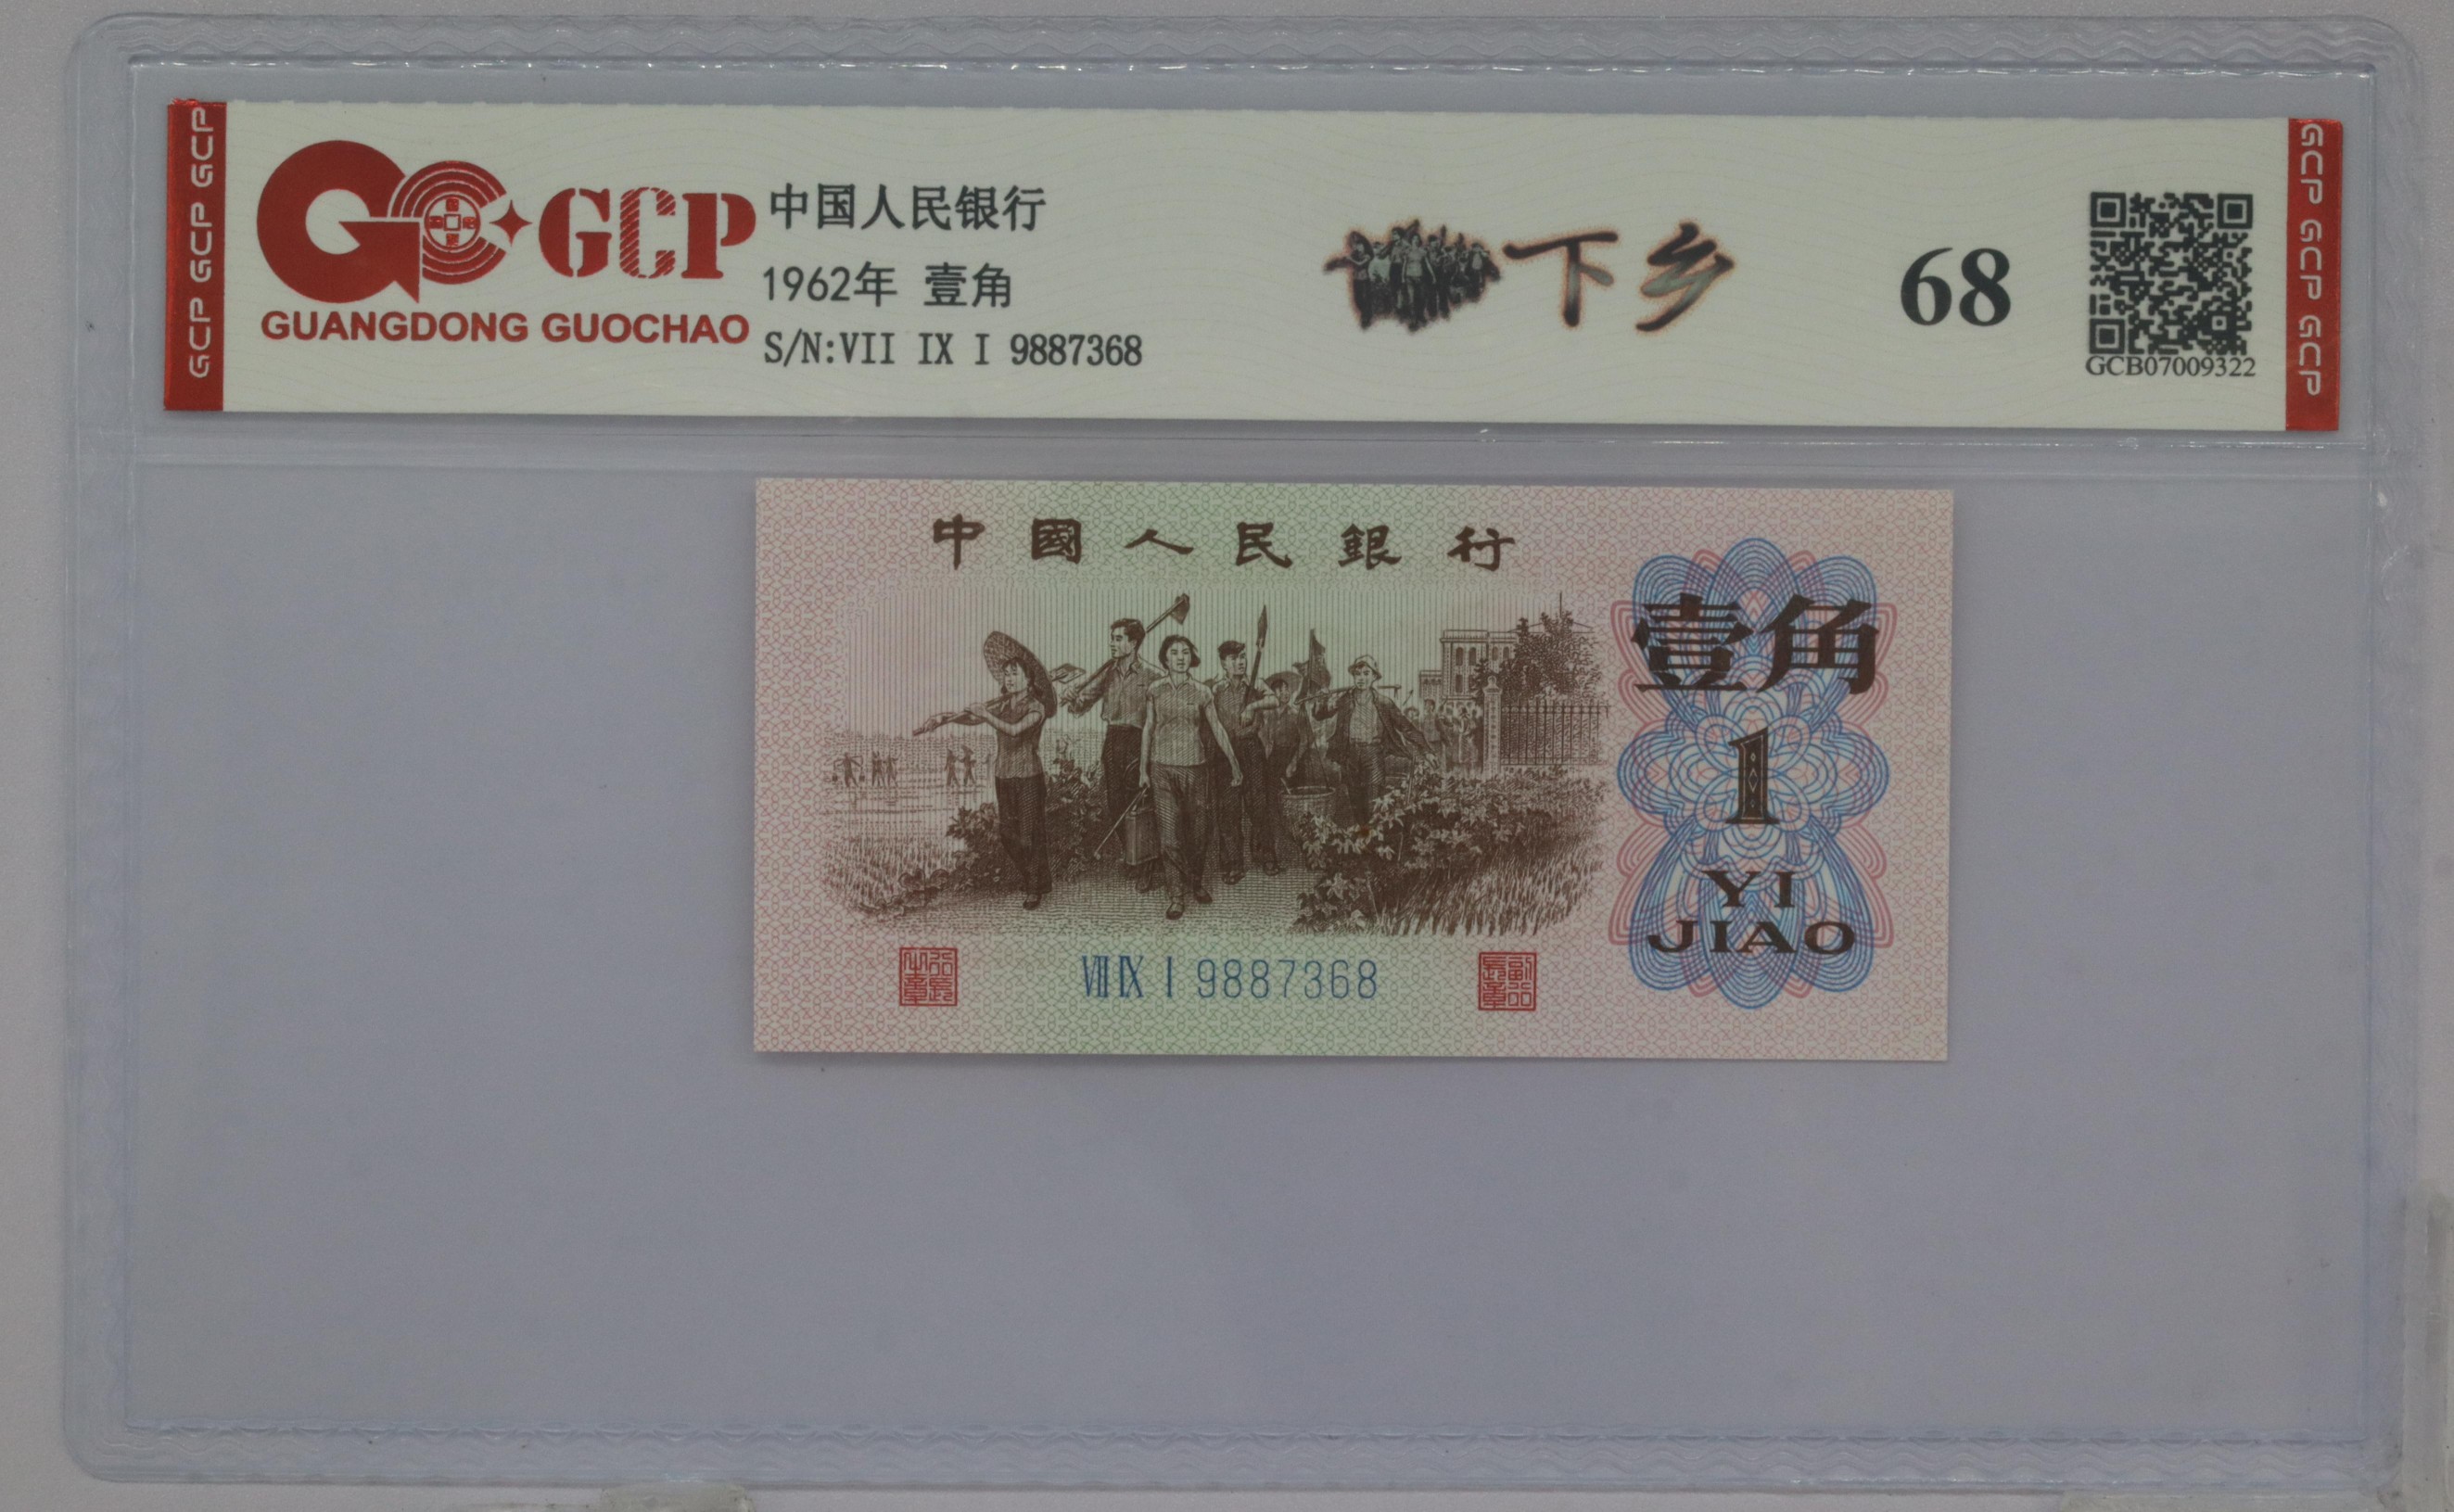 GCP GCP GCP
GCP
GUANGDONG GUOCHAO
中国人民银行
1962年 壹角
S/N:VII IX I 9887368
下乡
68
GCB07009322
GCP GCP GCP
中國人民銀行
壹角
1
YI
JIAO
VII IX I 9887368